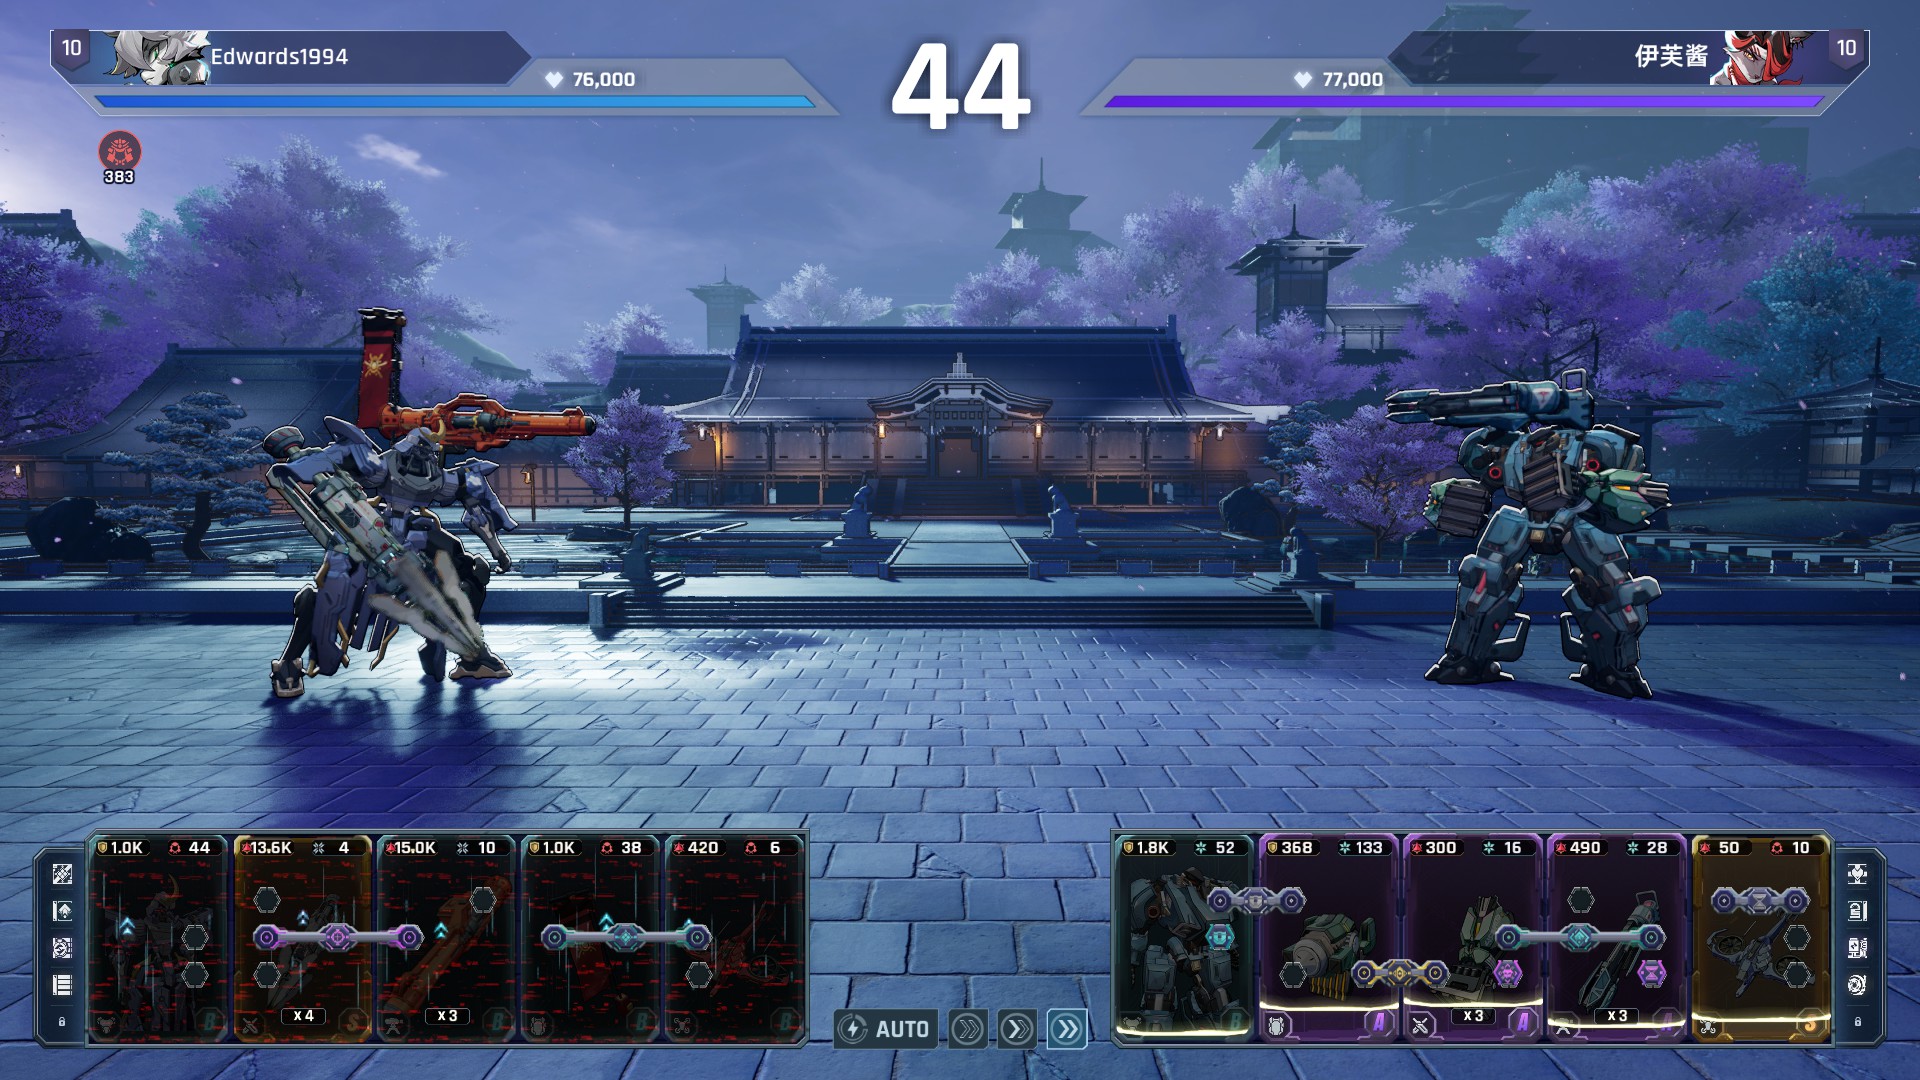 10
Edwards1994
76,000
44
77,000
伊芙酱
10
383
1.0K 44
13.6K 4
15.0K 10
1.0K 38
420 6
1.8K 52
368 133
300 16
490 28
50 10
B
x4 S
x3 B
B
B
AUTO
B
A
x3 A
x3 A
S